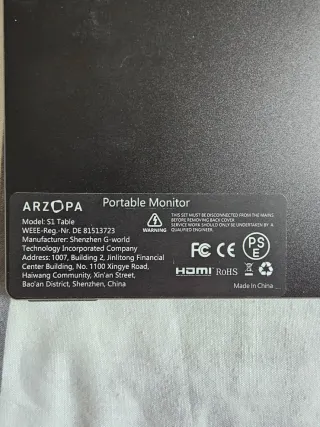 ARZOPA Portable Monitor
Model: S1 Table
WEEE-Reg.-Nr. DE 81513723
Manufacturer: Shenzhen G-world
Technology Incorporated Company
Address: 1007, Building 2, Jinlitong Financial
Center Building, No. 1100 Xingye Road,
Haiwang Community, Xin'an Street,
Bao'an District, Shenzhen, China
WARNING
THIS SET MUST BE DISCONNECTED FROM THE MAINS
BEFORE REMOVING BACK COVER
SERVICE WORK SHOULD ONLY BE UNDERTAKEN BY A
QUALIFIED ENGINEER.
FC CE PSE
HDMI RoHS
Made In China